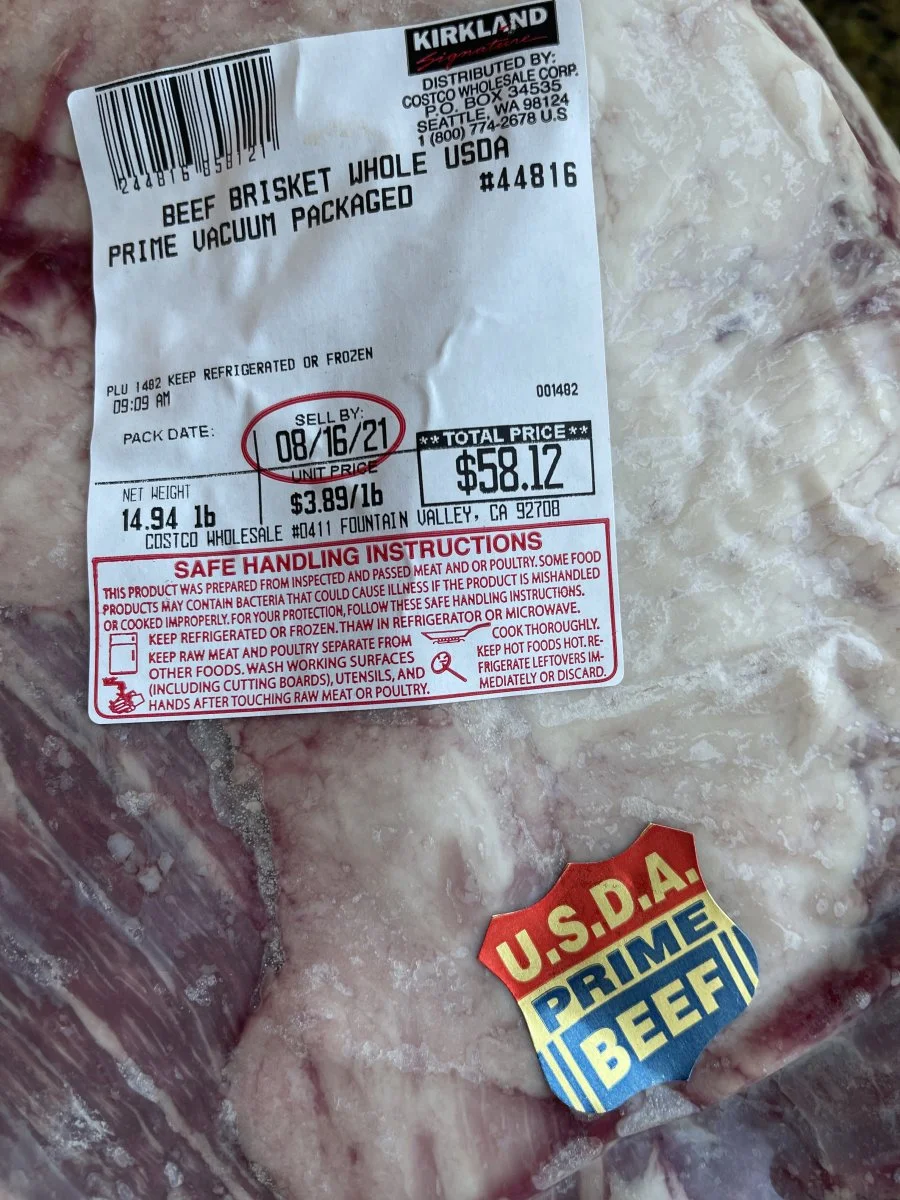 KIRKLAND
Signature
DISTRIBUTED BY:
COSTCO WHOLESALE CORP.
P.O. BOX 34535
SEATTLE, WA 98124
1 (800) 774-2678 U.S
2 44816 05812 1
BEEF BRISKET WHOLE USDA
PRIME VACUUM PACKAGED #44816
PLU 1482 KEEP REFRIGERATED OR FROZEN
09:09 AM
001482
PACK DATE:
SELL BY:
08/16/21
**TOTAL PRICE**
$58.12
NET WEIGHT
14.94 lb
UNIT PRICE
$3.89/lb
COSTCO WHOLESALE #0411 FOUNTAIN VALLEY, CA 92708
SAFE HANDLING INSTRUCTIONS
THIS PRODUCT WAS PREPARED FROM INSPECTED AND PASSED MEAT AND OR POULTRY. SOME FOOD
PRODUCTS MAY CONTAIN BACTERIA THAT COULD CAUSE ILLNESS IF THE PRODUCT IS MISHANDLED
OR COOKED IMPROPERLY. FOR YOUR PROTECTION, FOLLOW THESE SAFE HANDLING INSTRUCTIONS.
KEEP REFRIGERATED OR FROZEN. THAW IN REFRIGERATOR OR MICROWAVE.
KEEP RAW MEAT AND POULTRY SEPARATE FROM
OTHER FOODS. WASH WORKING SURFACES
(INCLUDING CUTTING BOARDS), UTENSILS, AND
HANDS AFTER TOUCHING RAW MEAT OR POULTRY.
COOK THOROUGHLY.
KEEP HOT FOODS HOT. RE-
FRIGERATE LEFTOVERS IM-
MEDIATELY OR DISCARD.
U.S.D.A.
PRIME
BEEF